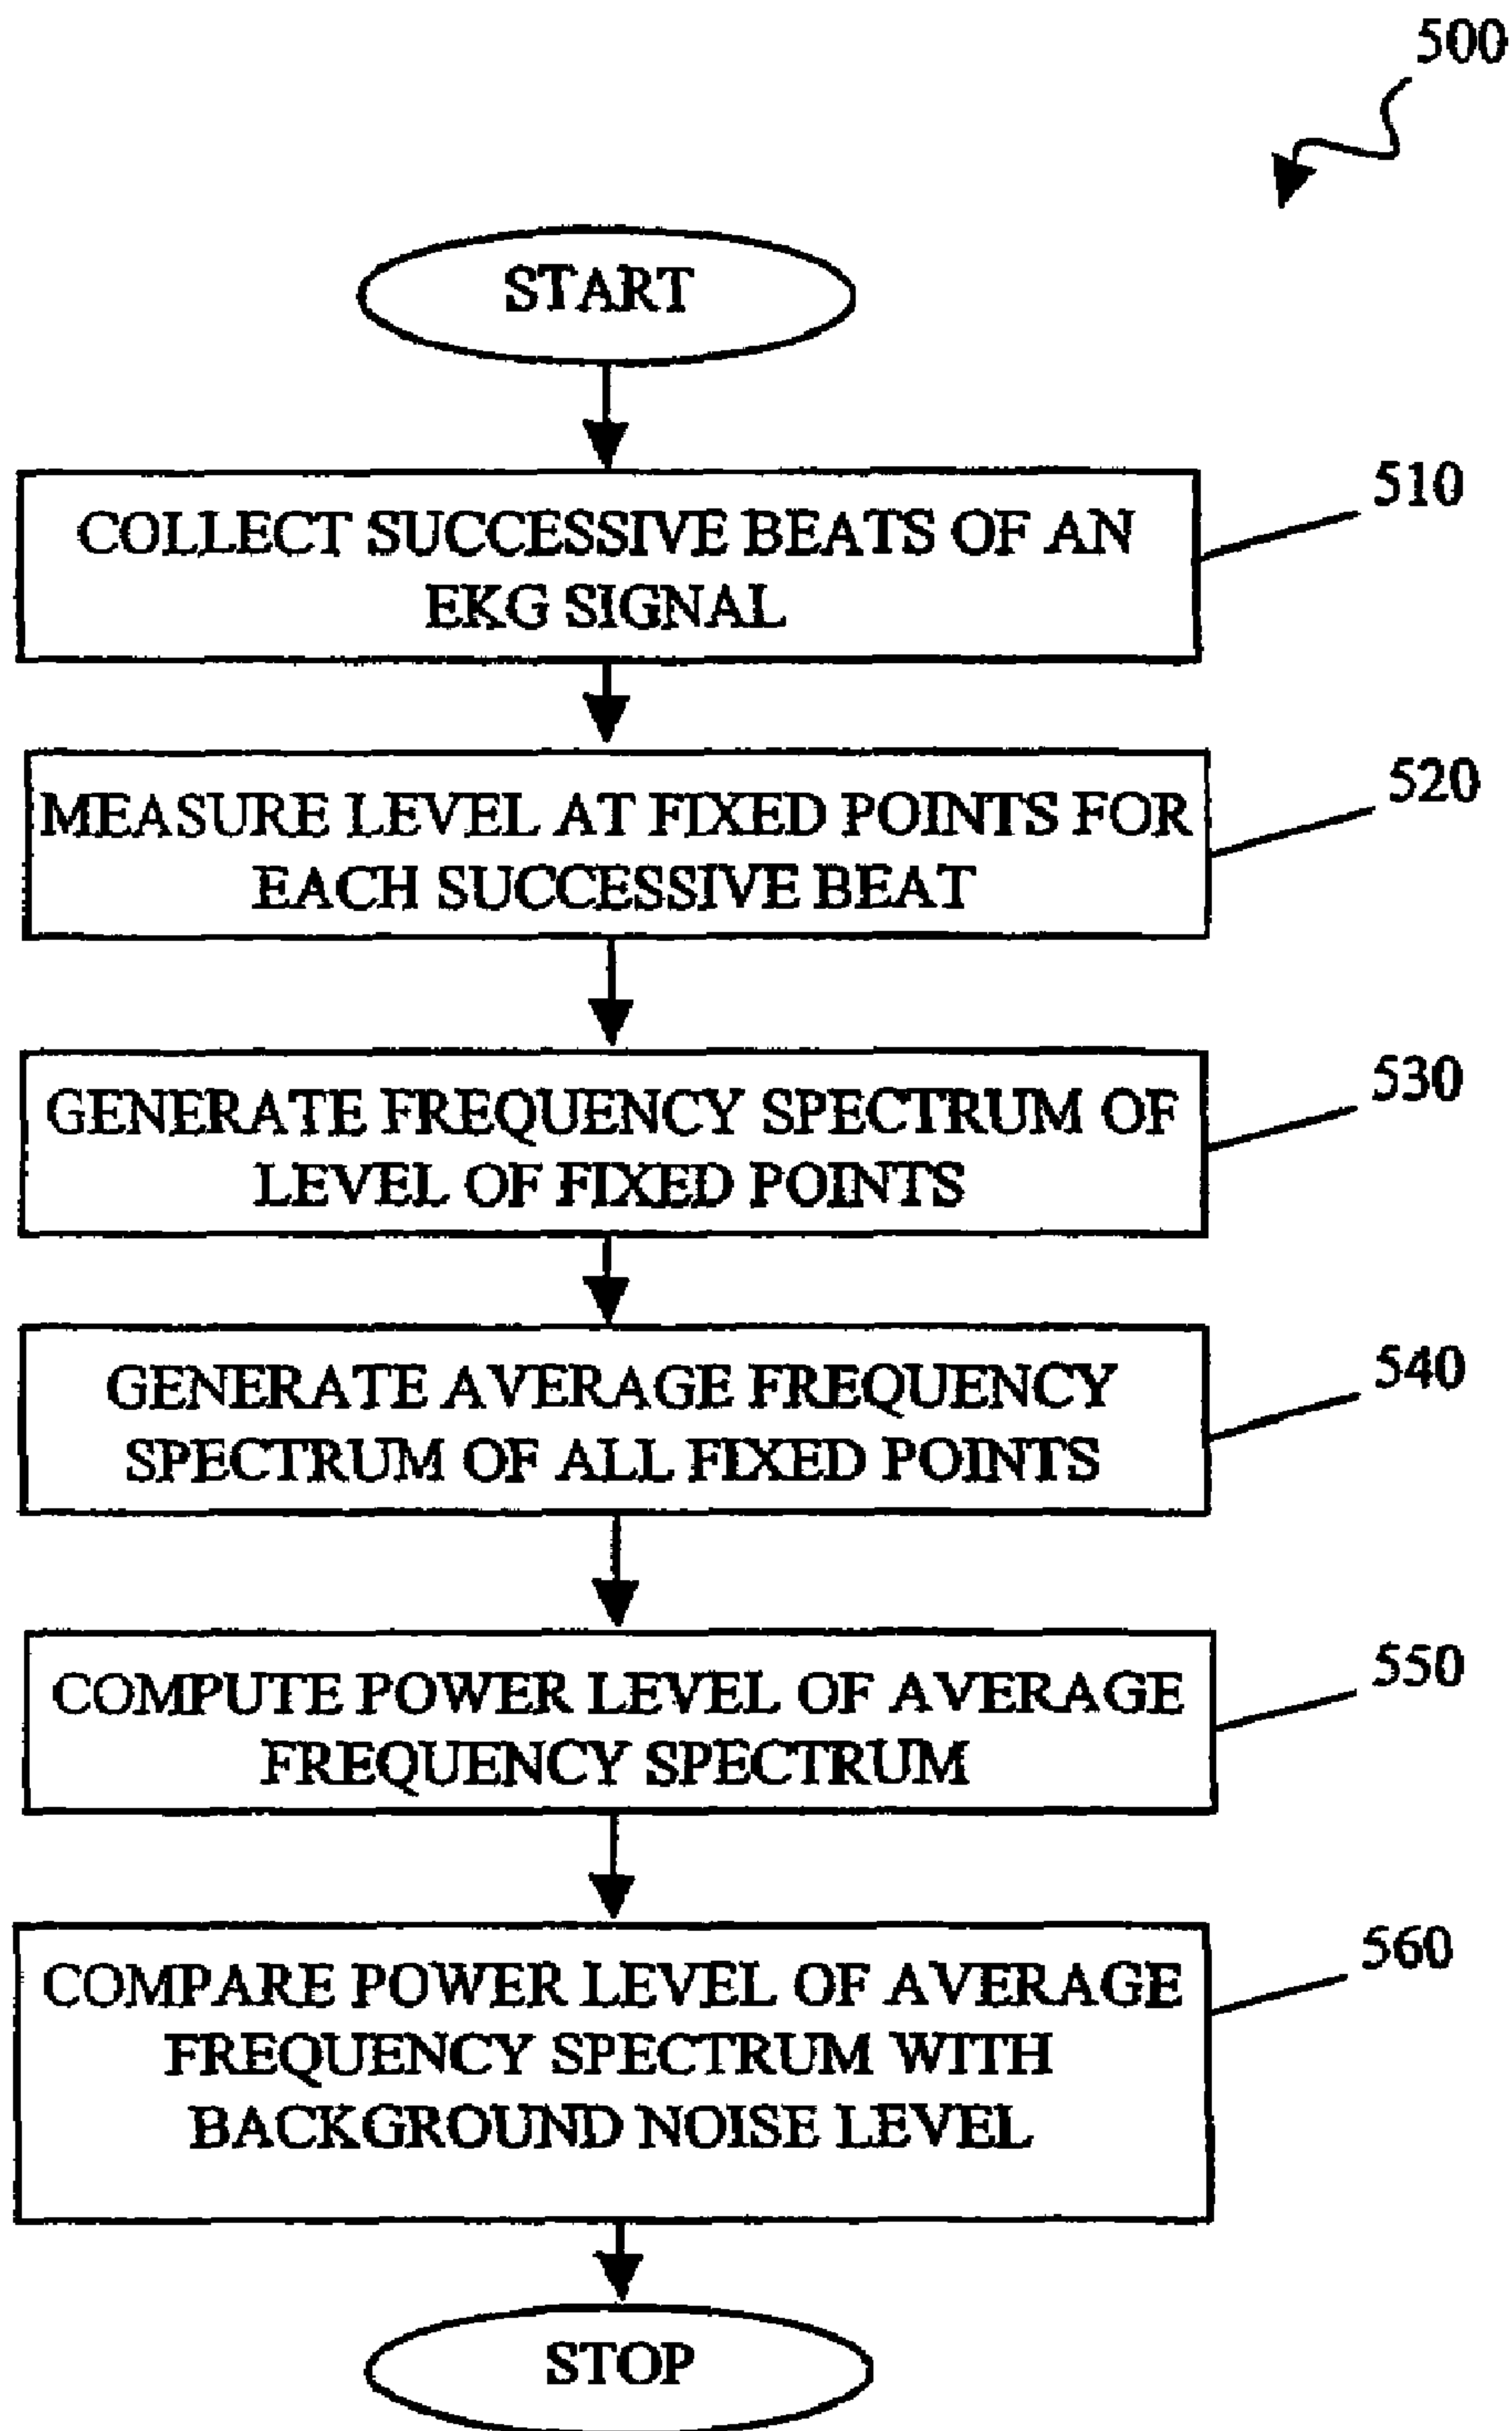 500
START
COLLECT SUCCESSIVE BEATS OF AN
EKG SIGNAL
510
MEASURE LEVEL AT FIXED POINTS FOR
EACH SUCCESSIVE BEAT
520
GENERATE FREQUENCY SPECTRUM OF
LEVEL OF FIXED POINTS
530
GENERATE AVERAGE FREQUENCY
SPECTRUM OF ALL FIXED POINTS
540
COMPUTE POWER LEVEL OF AVERAGE
FREQUENCY SPECTRUM
550
COMPARE POWER LEVEL OF AVERAGE
FREQUENCY SPECTRUM WITH
BACKGROUND NOISE LEVEL
560
STOP